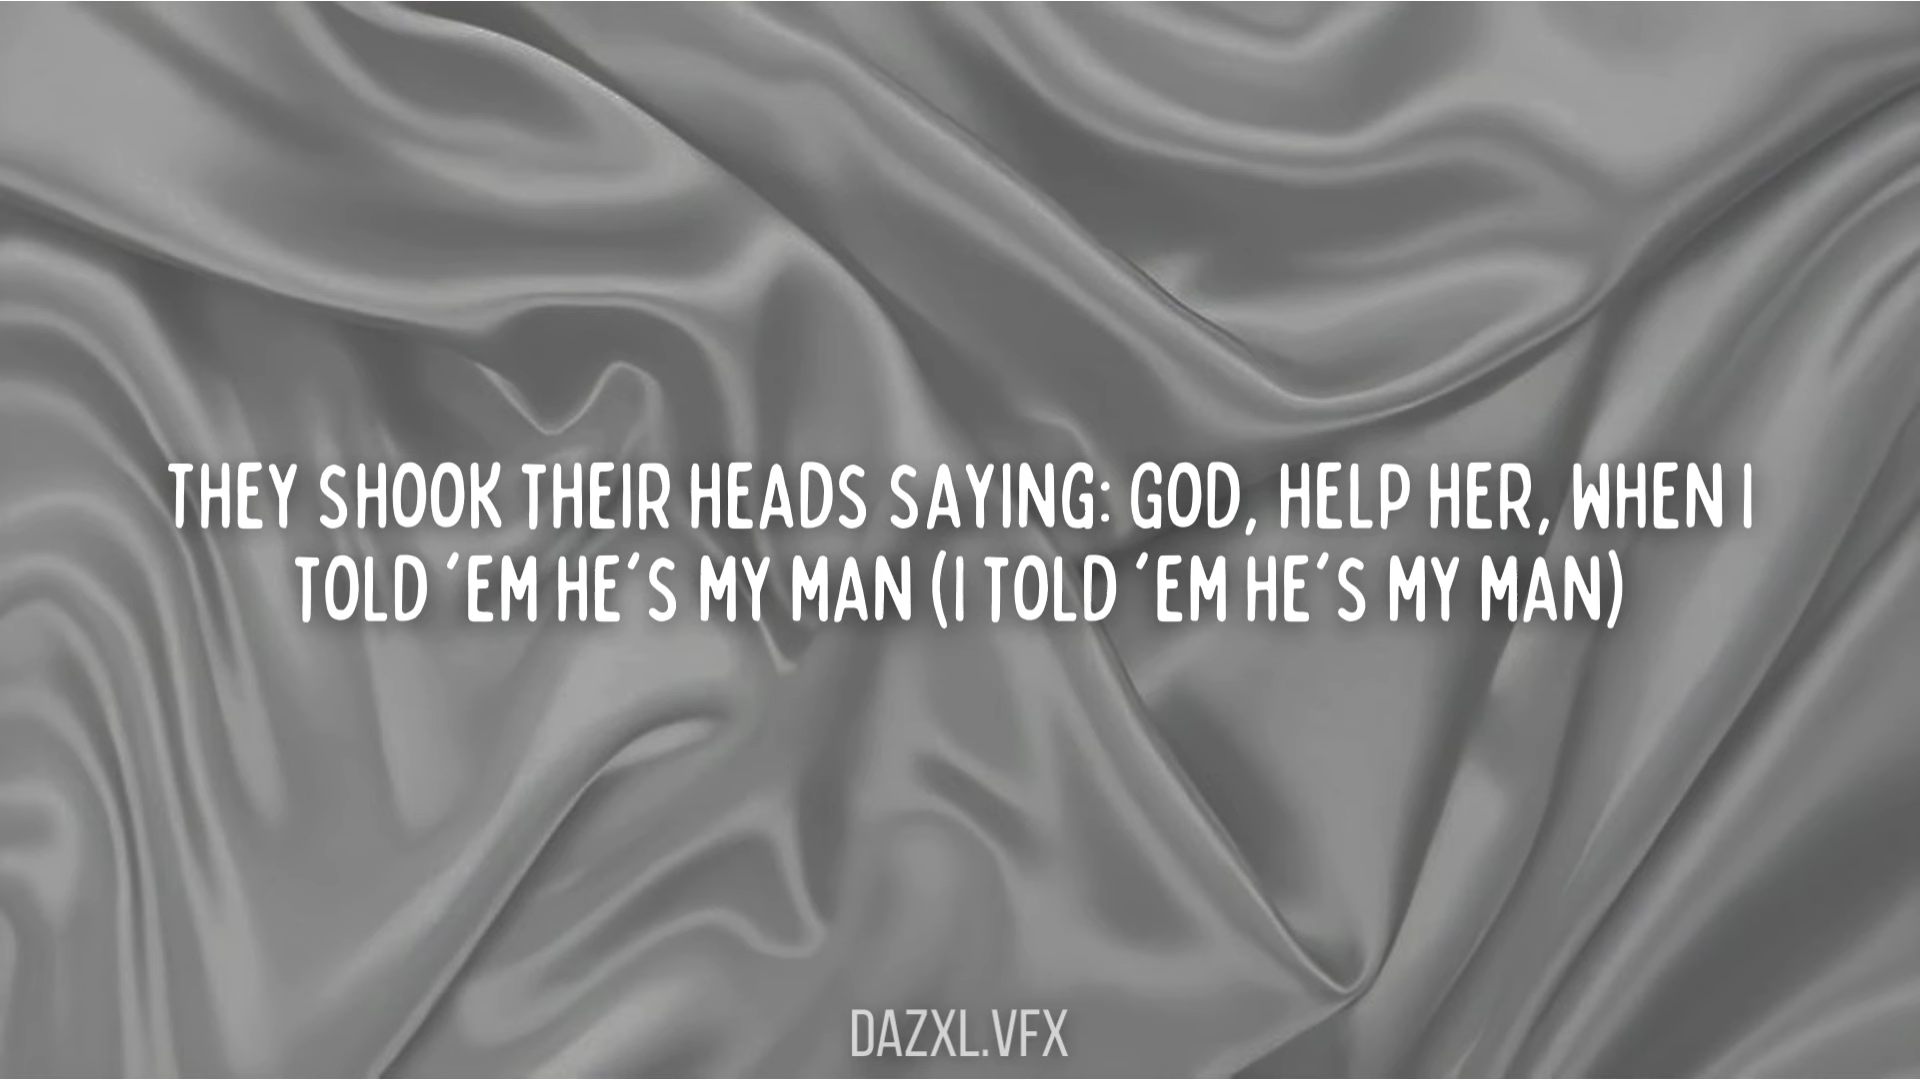 THEY SHOOK THEIR HEADS SAYING: GOD, HELP HER, WHEN I
TOLD 'EM HE'S MY MAN (I TOLD 'EM HE'S MY MAN)
DAZXL.VFX